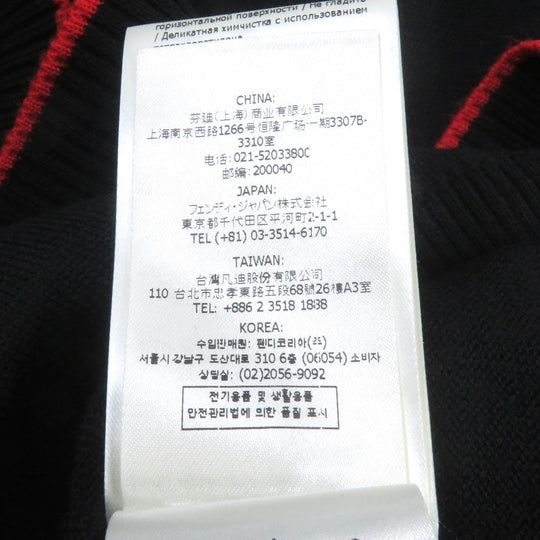 горизонтальной поверхности / Не гладить
/ Деликатная химчистка с использованием
CHINA:
芬迪(上海)商业有限公司
上海南京西路1266号恒隆广场一期3307B-
3310室
电话: 021-52033800
邮编: 200040
JAPAN:
フェンディ・ジャパン株式会社
東京都千代田区平河町2-1-1
TEL (+81) 03-3514-6170
TAIWAN:
台灣凡迪股份有限公司
110 台北市忠孝東路五段68號26樓A3室
TEL: +886 2 3518 1838
KOREA:
수입판매원: 펜디코리아(유)
서울시 강남구 도산대로 310 6층 (06054) 소비자
상담실: (02)2056-9092
전기용품 및 생활용품
안전관리법에 의한 품질 표시